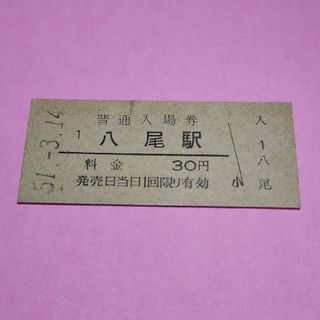 51.-3.14
普通入場券
1 八尾駅
料金 30円
発売日当日1回限り有効
小
入
1
八
尾